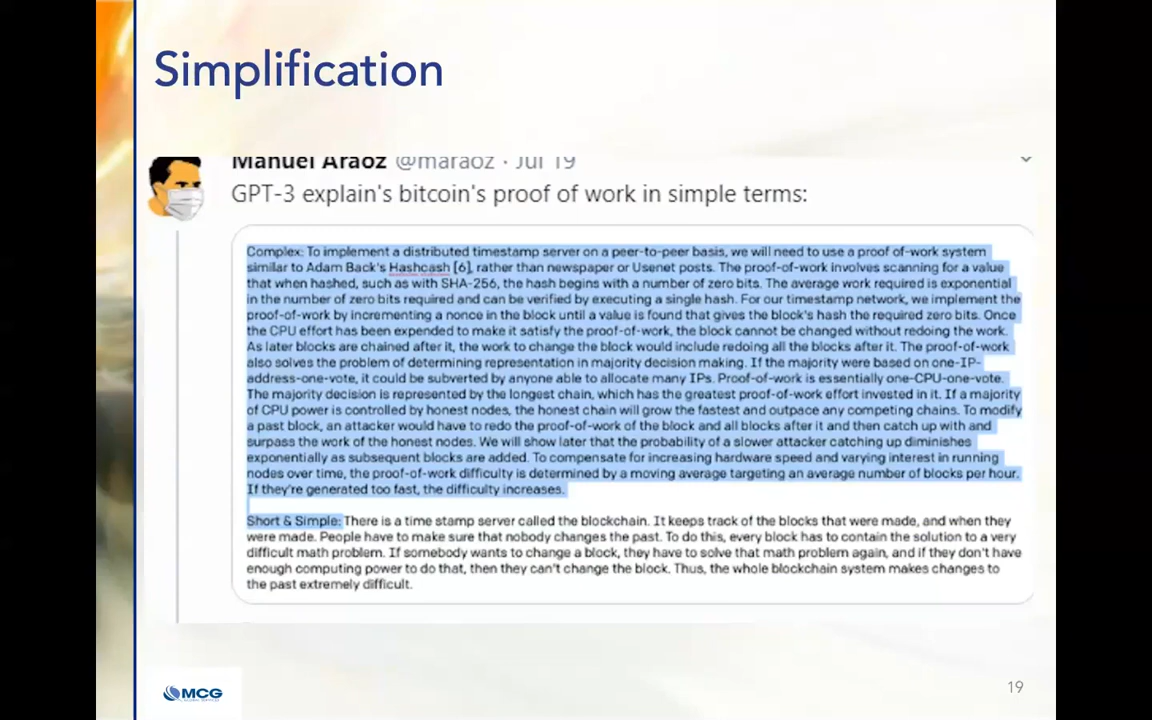 Simplification
Manuel Araoz @maraoz · Jul 19
GPT-3 explain's bitcoin's proof of work in simple terms:
Complex: To implement a distributed timestamp server on a peer-to-peer basis, we will need to use a proof of-work system
similar to Adam Back's Hashcash [6], rather than newspaper or Usenet posts. The proof-of-work involves scanning for a value
that when hashed, such as with SHA-256, the hash begins with a number of zero bits. The average work required is exponential
in the number of zero bits required and can be verified by executing a single hash. For our timestamp network, we implement the
proof-of-work by incrementing a nonce in the block until a value is found that gives the block's hash the required zero bits. Once
the CPU effort has been expended to make it satisfy the proof-of-work, the block cannot be changed without redoing the work.
As later blocks are chained after it, the work to change the block would include redoing all the blocks after it. The proof-of-work
also solves the problem of determining representation in majority decision making. If the majority were based on one-IP-
address-one-vote, it could be subverted by anyone able to allocate many IPs. Proof-of-work is essentially one-CPU-one-vote.
The majority decision is represented by the longest chain, which has the greatest proof-of-work effort invested in it. If a majority
of CPU power is controlled by honest nodes, the honest chain will grow the fastest and outpace any competing chains. To modify
a past block, an attacker would have to redo the proof-of-work of the block and all blocks after it and then catch up with and
surpass the work of the honest nodes. We will show later that the probability of a slower attacker catching up diminishes
exponentially as subsequent blocks are added. To compensate for increasing hardware speed and varying interest in running
nodes over time, the proof-of-work difficulty is determined by a moving average targeting an average number of blocks per hour.
If they're generated too fast, the difficulty increases.
Short & Simple: There is a time stamp server called the blockchain. It keeps track of the blocks that were made, and when they
were made. People have to make sure that nobody changes the past. To do this, every block has to contain the solution to a very
difficult math problem. If somebody wants to change a block, they have to solve that math problem again, and if they don't have
enough computing power to do that, then they can't change the block. Thus, the whole blockchain system makes changes to
the past extremely difficult.
MCG
19